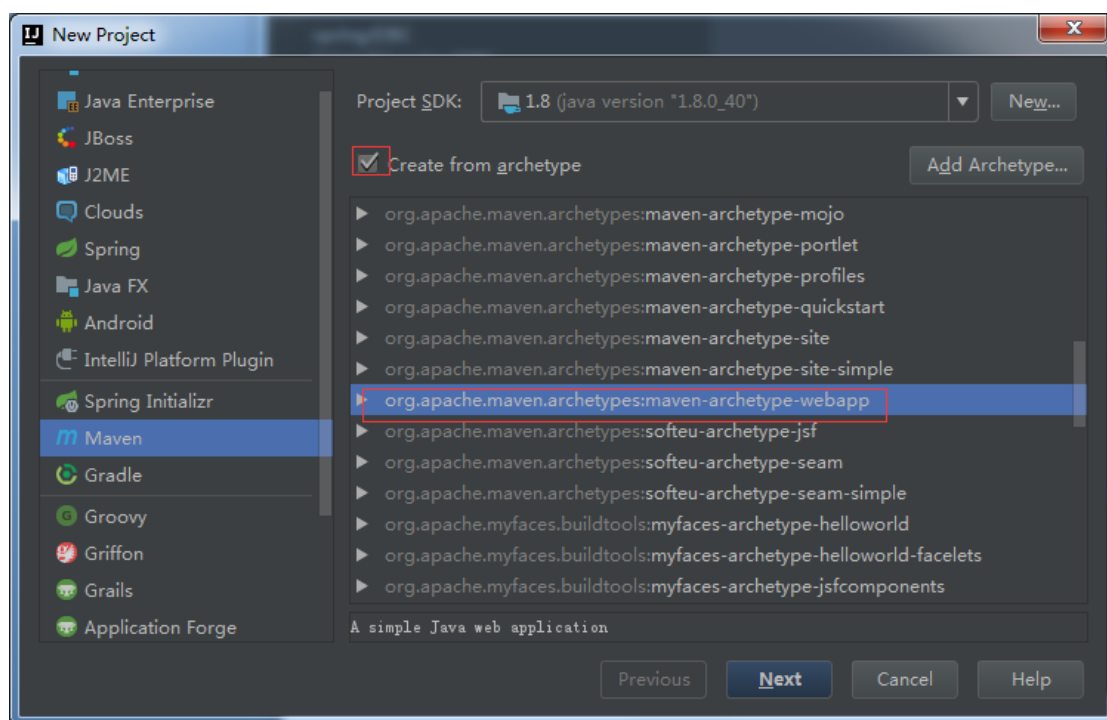 New Project
Java Enterprise
JBoss
J2ME
Clouds
Spring
Java FX
Android
IntelliJ Platform Plugin
Spring Initializr
Maven
Gradle
Groovy
Griffon
Grails
Application Forge
Project SDK: 1.8 (java version "1.8.0_40") New...
Create from archetype Add Archetype...
org.apache.maven.archetypes:maven-archetype-mojo
org.apache.maven.archetypes:maven-archetype-portlet
org.apache.maven.archetypes:maven-archetype-profiles
org.apache.maven.archetypes:maven-archetype-quickstart
org.apache.maven.archetypes:maven-archetype-site
org.apache.maven.archetypes:maven-archetype-site-simple
org.apache.maven.archetypes:maven-archetype-webapp
org.apache.maven.archetypes:softeu-archetype-jsf
org.apache.maven.archetypes:softeu-archetype-seam
org.apache.maven.archetypes:softeu-archetype-seam-simple
org.apache.myfaces.buildtools:myfaces-archetype-helloworld
org.apache.myfaces.buildtools:myfaces-archetype-helloworld-facelets
org.apache.myfaces.buildtools:myfaces-archetype-jsfcomponents
A simple Java web application
Previous Next Cancel Help